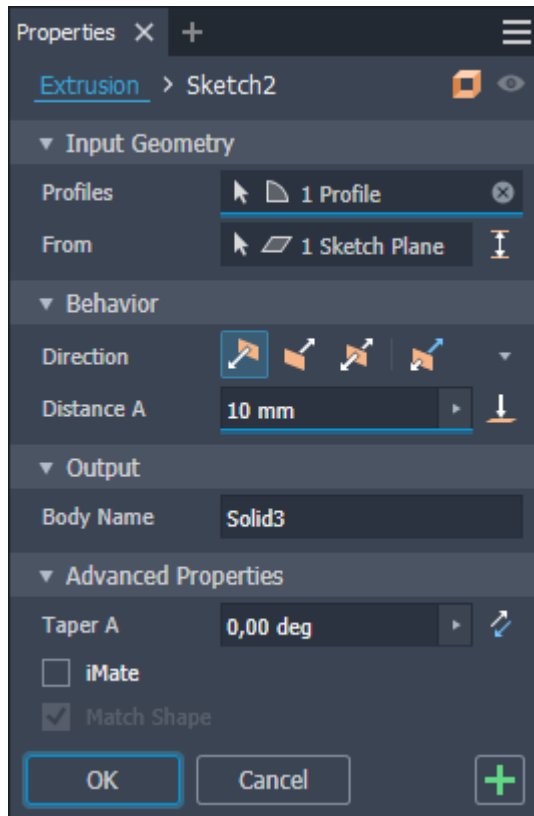 Properties
Extrusion > Sketch2
Input Geometry
Profiles 1 Profile
From 1 Sketch Plane
Behavior
Direction
Distance A 10 mm
Output
Body Name Solid3
Advanced Properties
Taper A 0,00 deg
iMate
Match Shape
OK Cancel